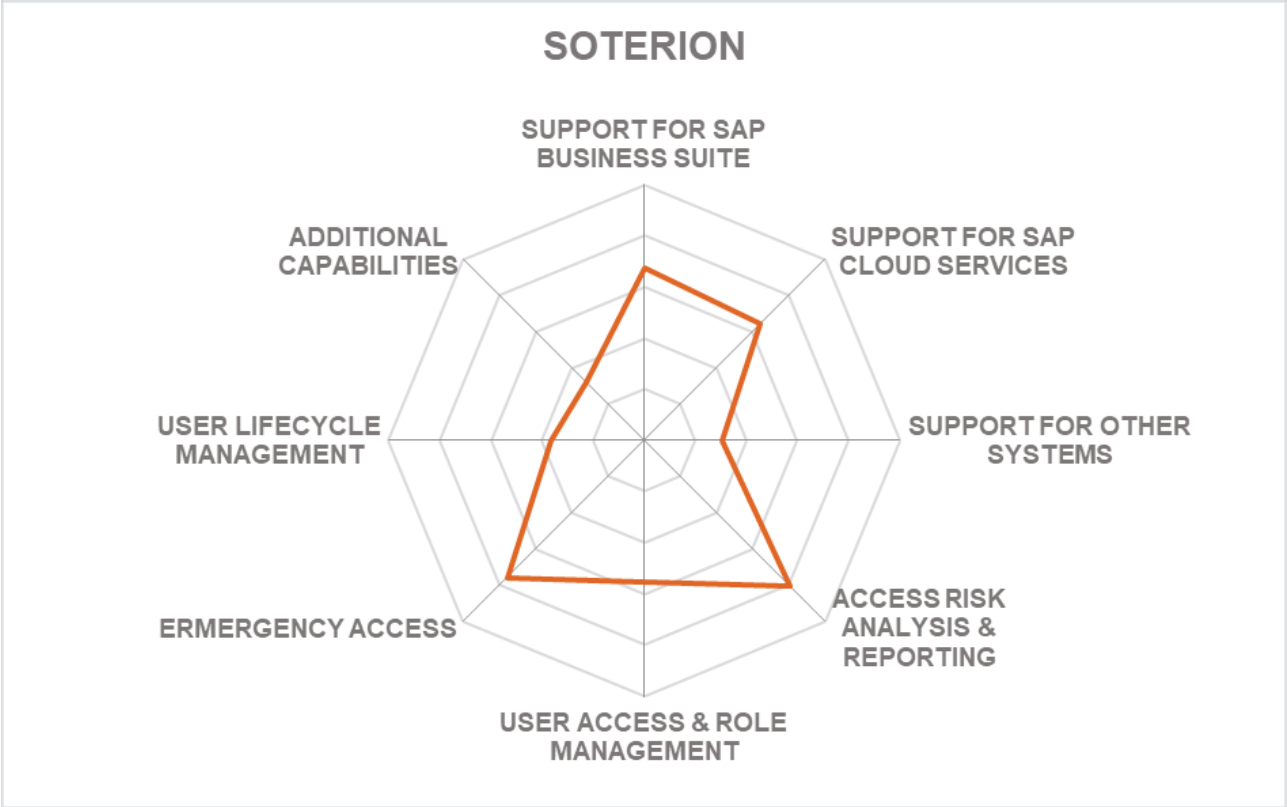 SOTERION
SUPPORT FOR SAP
BUSINESS SUITE
SUPPORT FOR SAP
CLOUD SERVICES
SUPPORT FOR OTHER
SYSTEMS
ACCESS RISK
ANALYSIS &
REPORTING
USER ACCESS & ROLE
MANAGEMENT
ERMERGENCY ACCESS
USER LIFECYCLE
MANAGEMENT
ADDITIONAL
CAPABILITIES